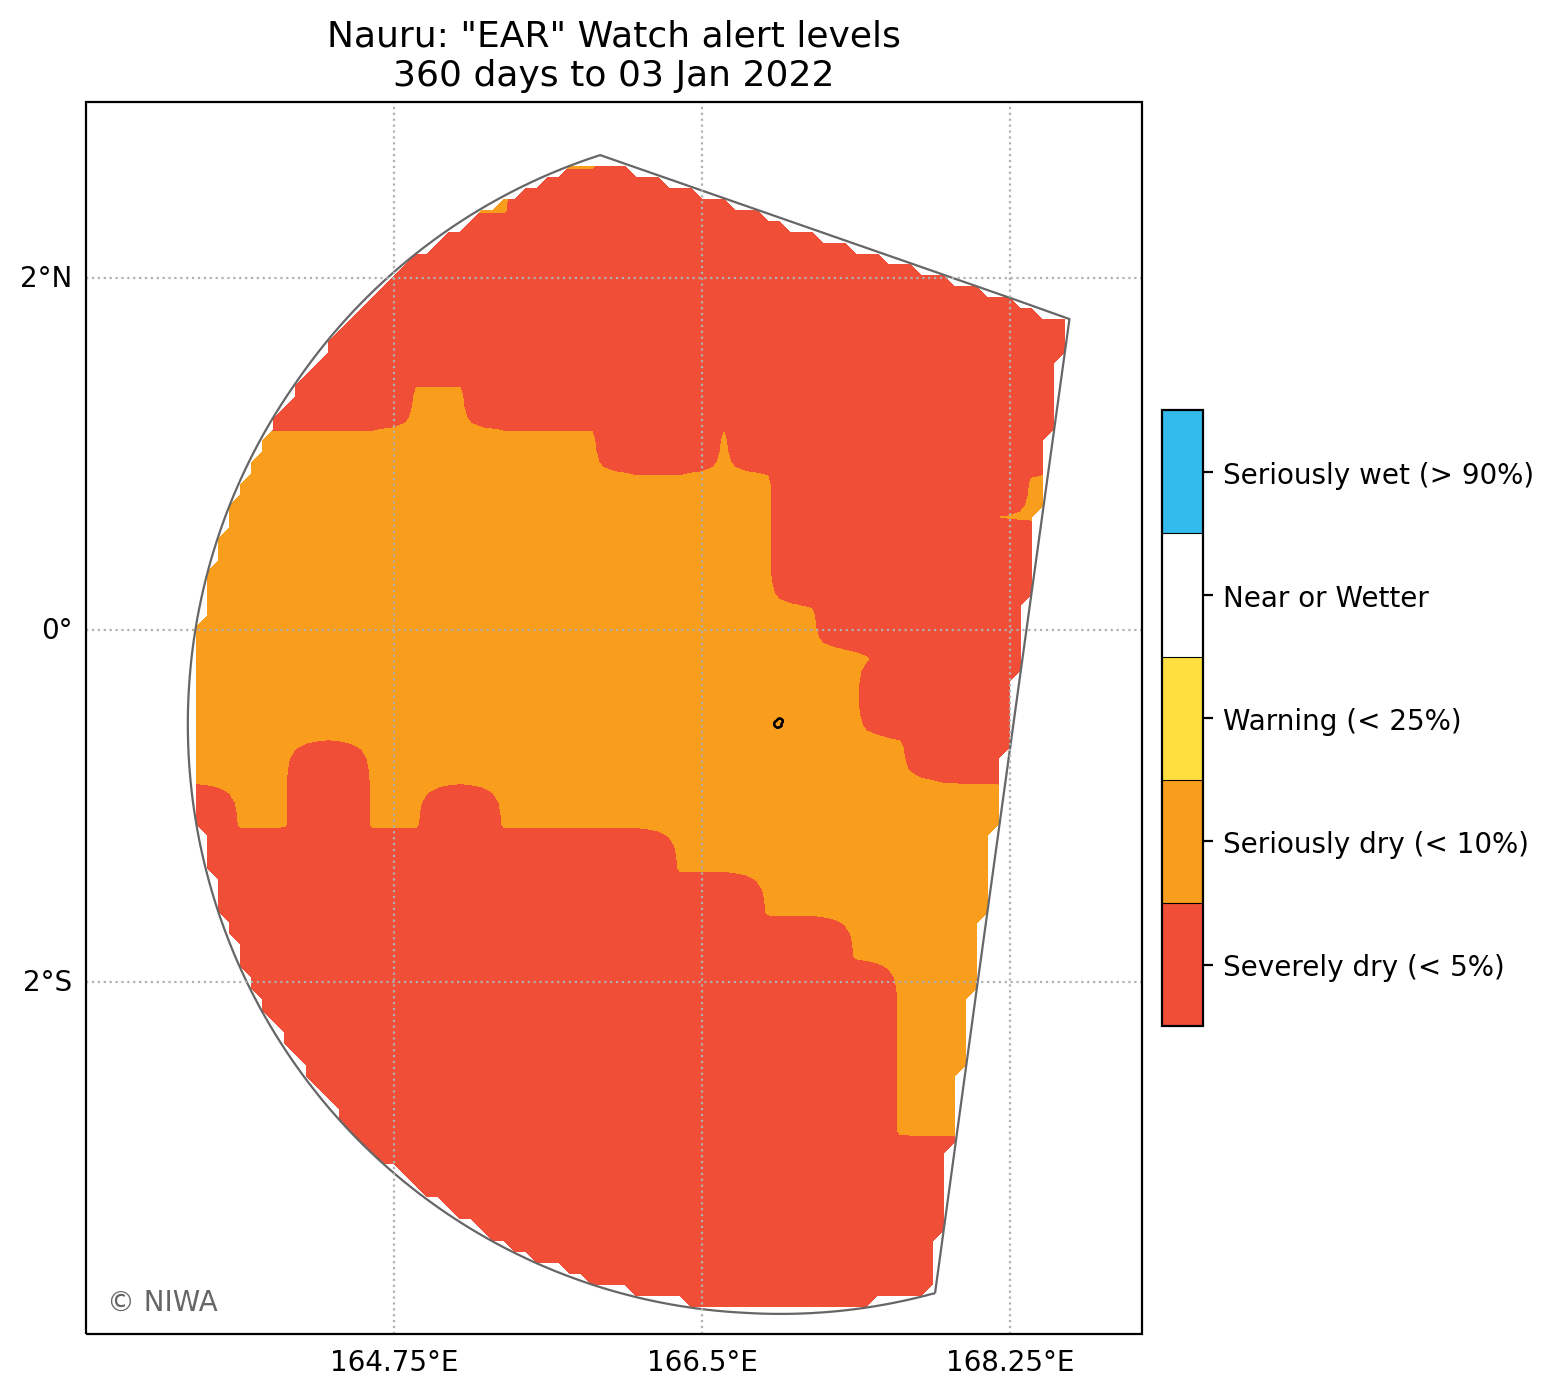 Nauru: "EAR" Watch alert levels
360 days to 03 Jan 2022
2°N
0°
2°S
164.75°E
166.5°E
168.25°E
© NIWA
Seriously wet (> 90%)
Near or Wetter
Warning (< 25%)
Seriously dry (< 10%)
Severely dry (< 5%)